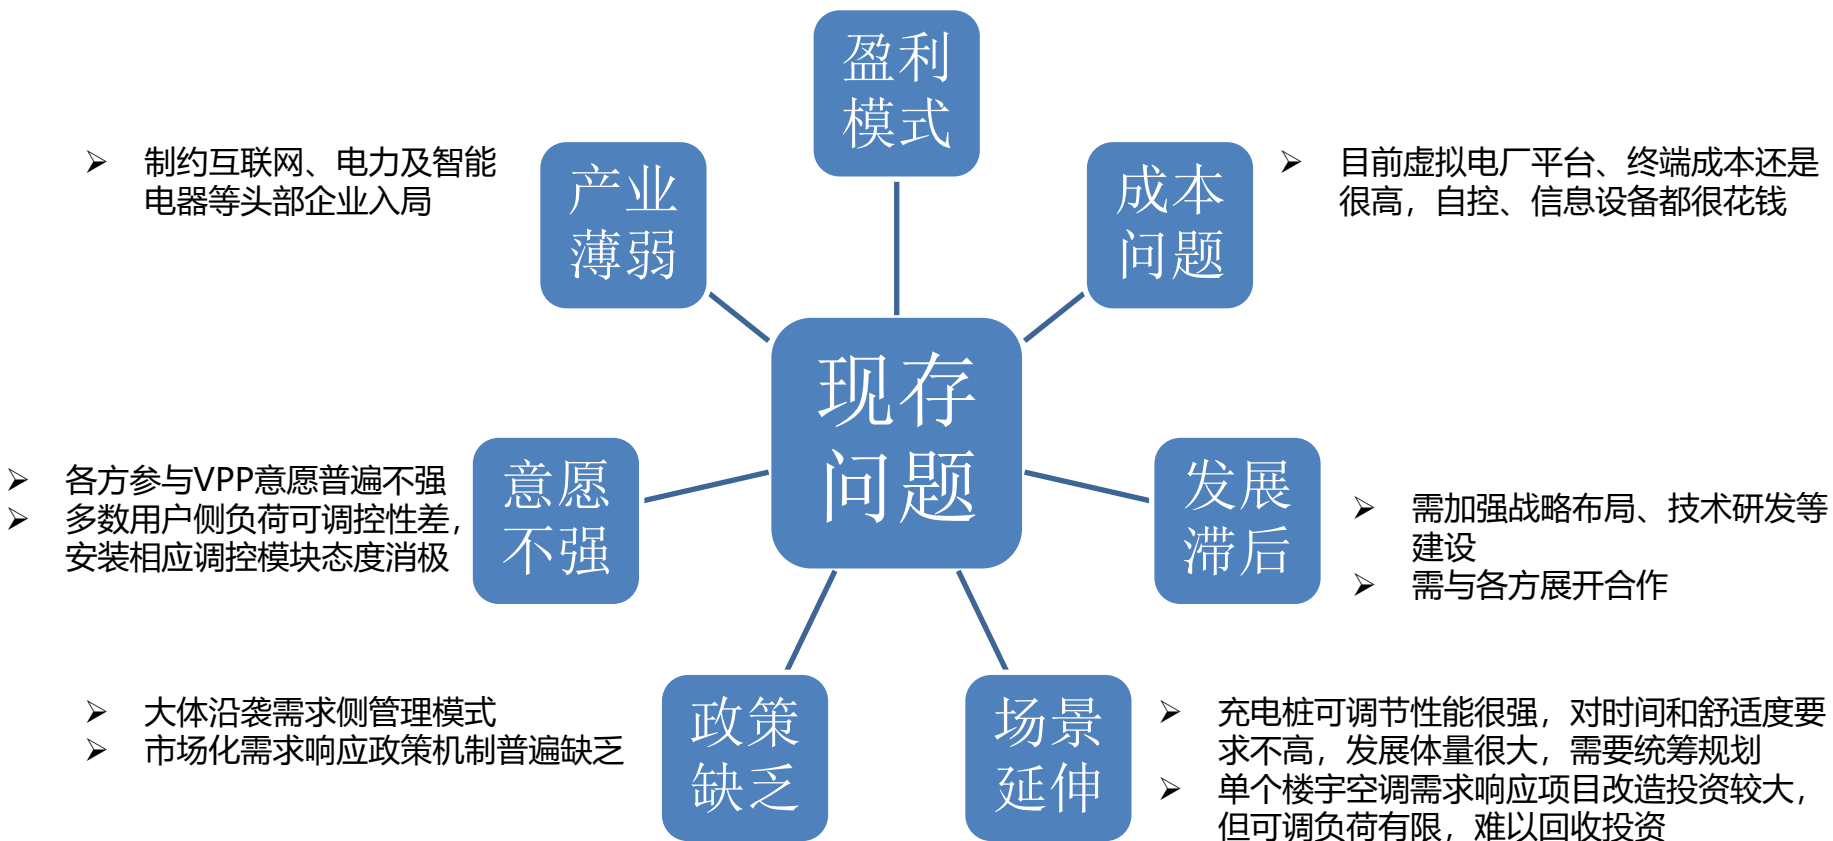 盈利
模式
➢ 制约互联网、电力及智能
电器等头部企业入局
产业
薄弱
成本
问题
➢ 目前虚拟电厂平台、终端成本还是
很高，自控、信息设备都很花钱
现存
问题
➢ 各方参与VPP意愿普遍不强
➢ 多数用户侧负荷可调控性差，
安装相应调控模块态度消极
意愿
不强
发展
滞后
➢ 需加强战略布局、技术研发等
建设
➢ 需与各方展开合作
➢ 大体沿袭需求侧管理模式
➢ 市场化需求响应政策机制普遍缺乏
政策
缺乏
场景
延伸
➢ 充电桩可调节性能很强，对时间和舒适度要
求不高，发展体量很大，需要统筹规划
➢ 单个楼宇空调需求响应项目改造投资较大，
但可调负荷有限，难以回收投资